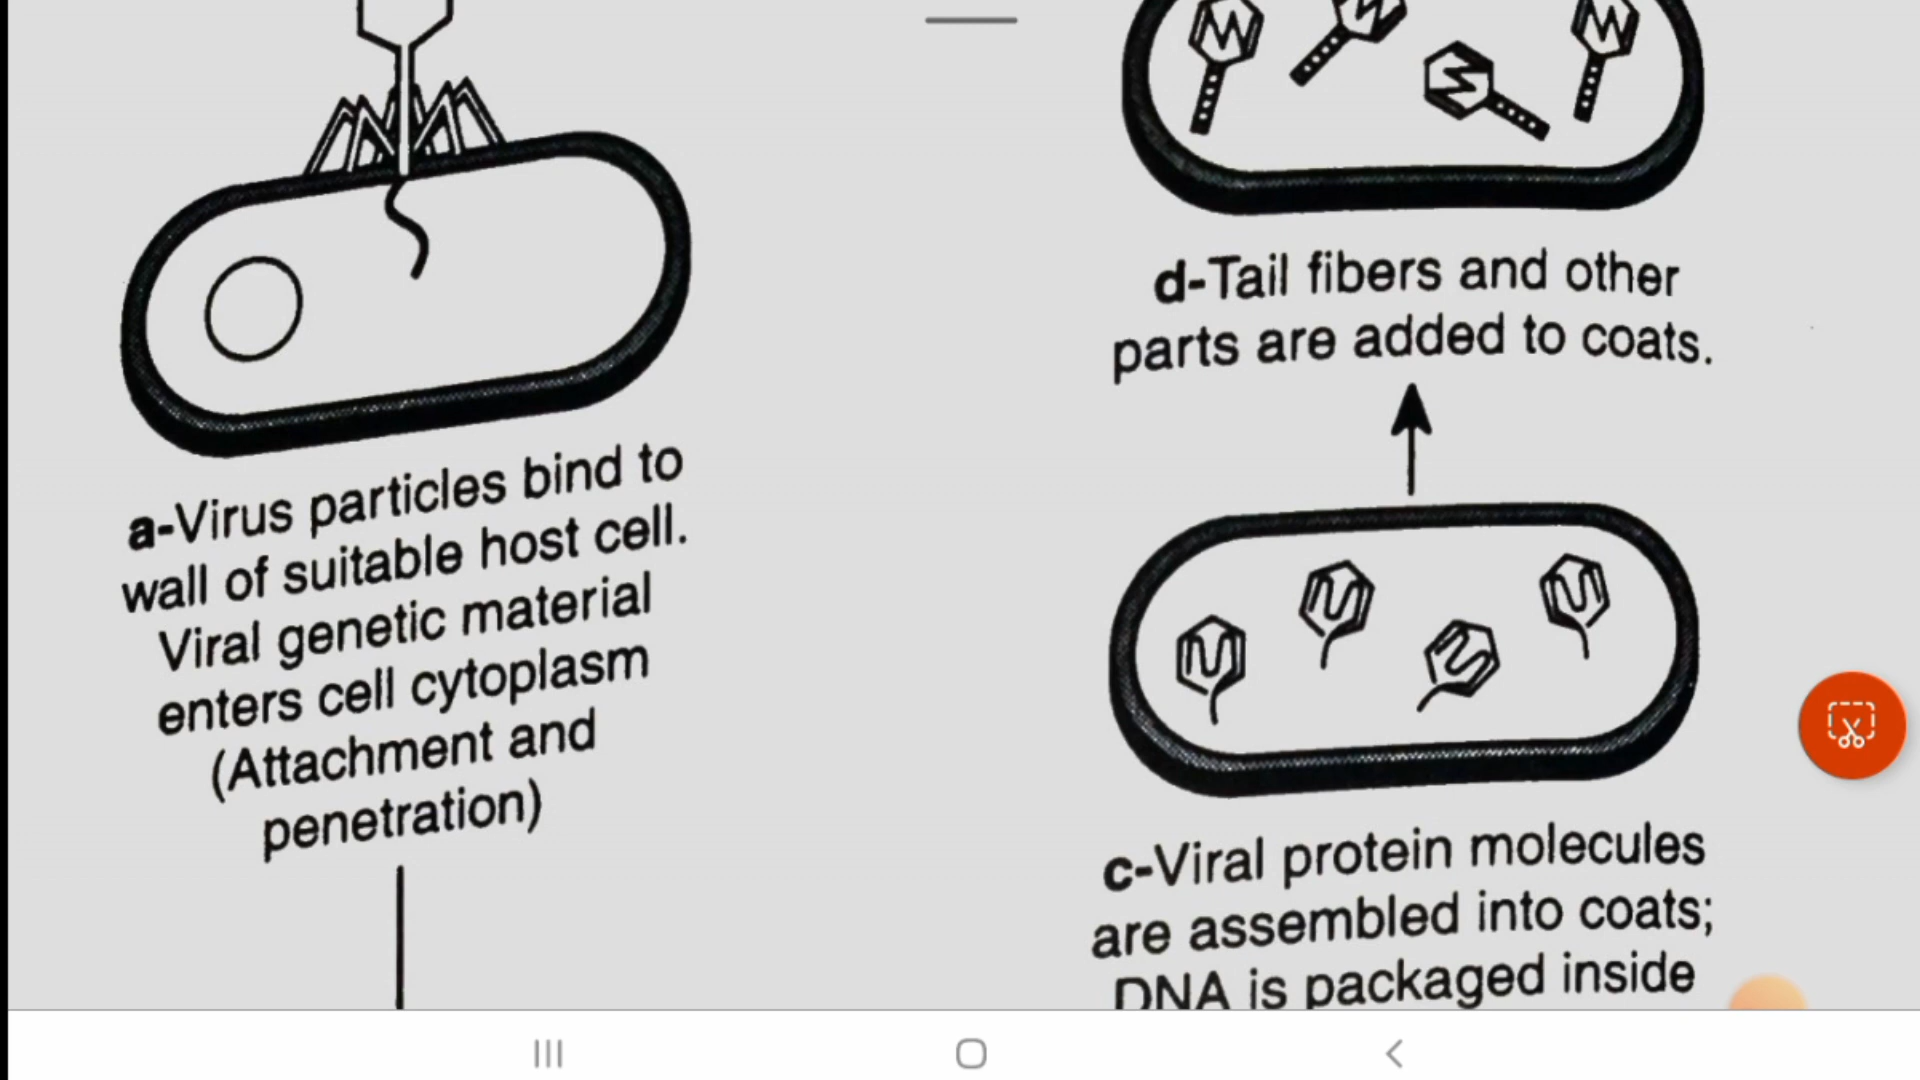 a-Virus particles bind to
wall of suitable host cell.
Viral genetic material
enters cell cytoplasm
(Attachment and
penetration)
d-Tail fibers and other
parts are added to coats.
c-Viral protein molecules
are assembled into coats;
DNA is packaged inside